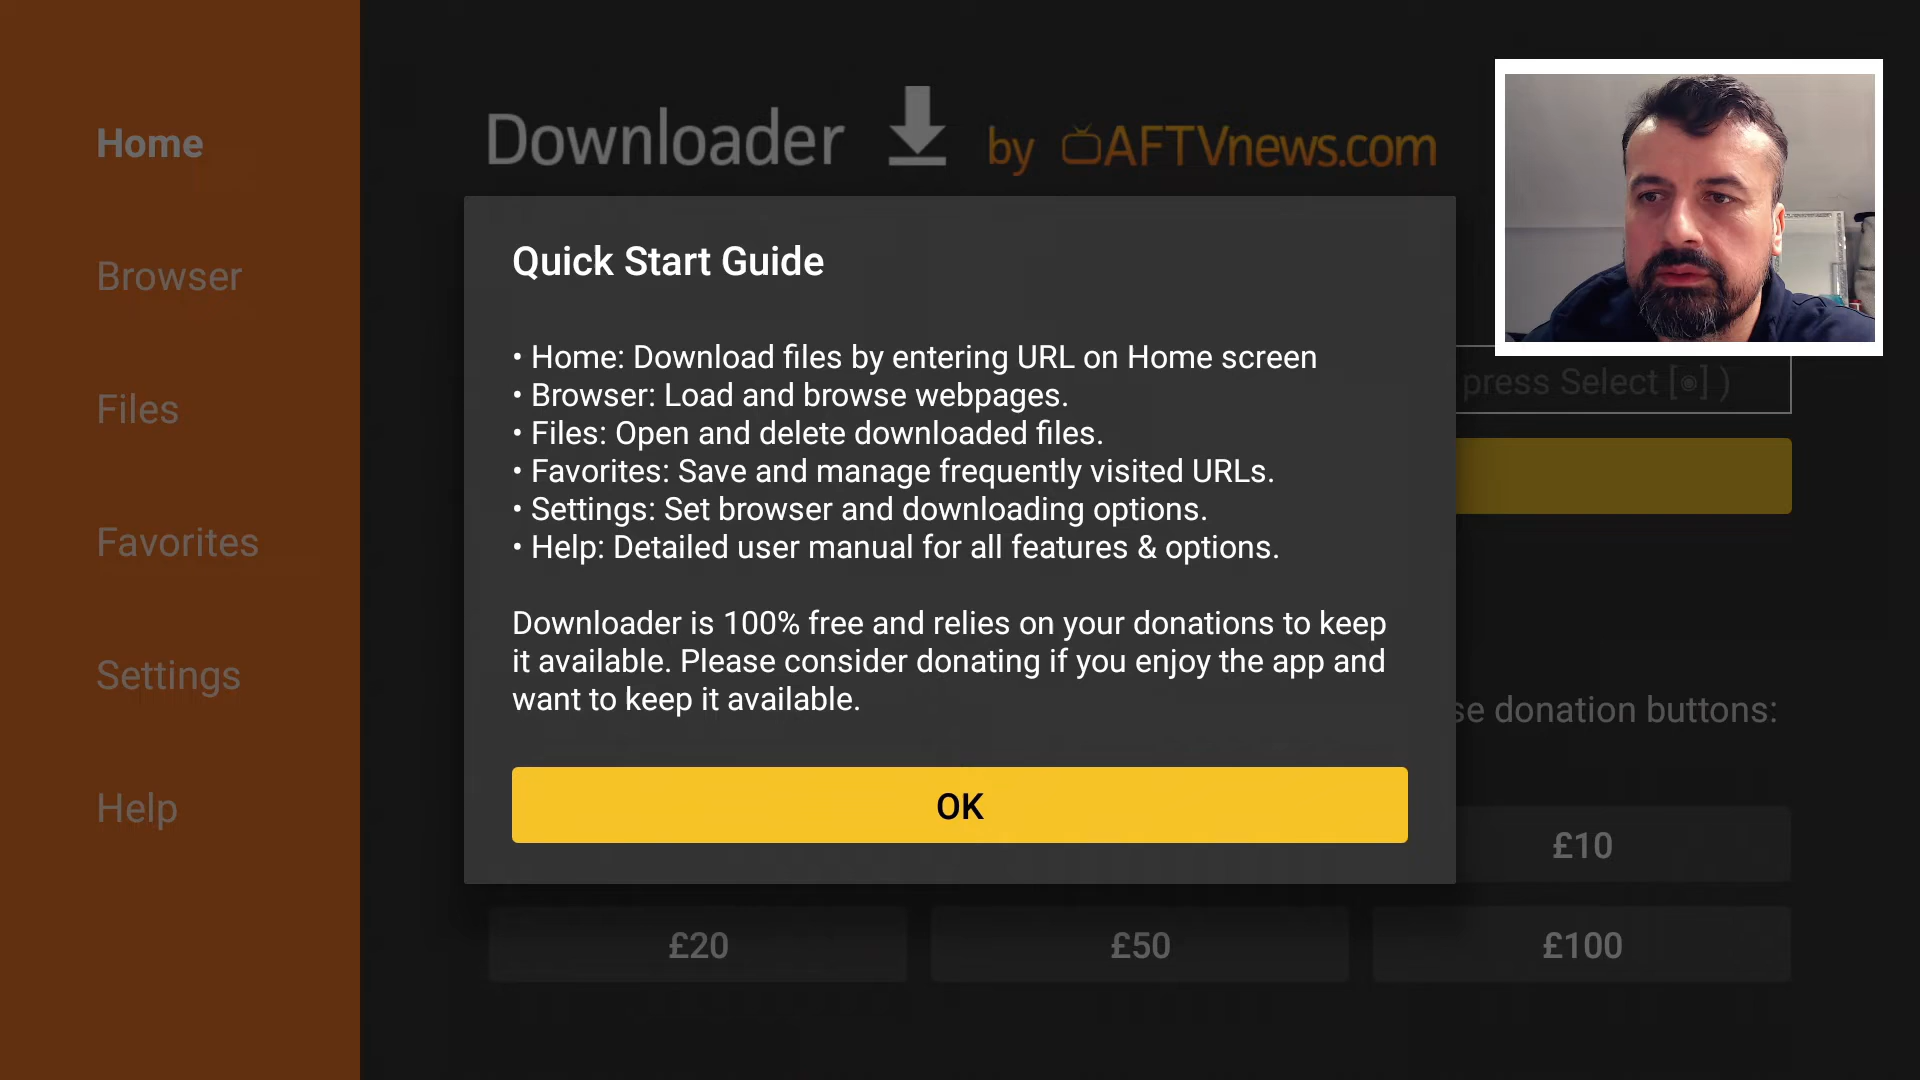 Home
Browser
Files
Favorites
Settings
Help
Downloader by AFTVnews.com
Quick Start Guide
• Home: Download files by entering URL on Home screen
• Browser: Load and browse webpages.
• Files: Open and delete downloaded files.
• Favorites: Save and manage frequently visited URLs.
• Settings: Set browser and downloading options.
• Help: Detailed user manual for all features & options.
Downloader is 100% free and relies on your donations to keep
it available. Please consider donating if you enjoy the app and
want to keep it available.
OK
press Select [◉] )
donation buttons:
£10
£20
£50
£100